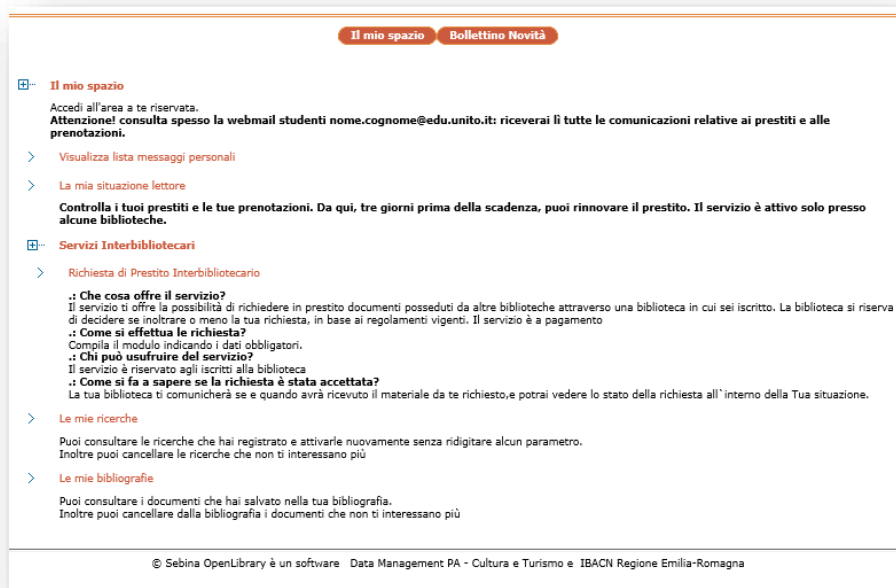 Il mio spazio Bollettino Novità
Il mio spazio
Accedi all'area a te riservata.
Attenzione! consulta spesso la webmail studenti nome.cognome@edu.unito.it: riceverai lì tutte le comunicazioni relative ai prestiti e alle
prenotazioni.
Visualizza lista messaggi personali
La mia situazione lettore
Controlla i tuoi prestiti e le tue prenotazioni. Da qui, tre giorni prima della scadenza, puoi rinnovare il prestito. Il servizio è attivo solo presso
alcune biblioteche.
Servizi Interbibliotecari
Richiesta di Prestito Interbibliotecario
.: Che cosa offre il servizio?
Il servizio ti offre la possibilità di richiedere in prestito documenti posseduti da altre biblioteche attraverso una biblioteca in cui sei iscritto. La biblioteca si riserva
di decidere se inoltrare o meno la tua richiesta, in base ai regolamenti vigenti. Il servizio è a pagamento
.: Come si effettua le richiesta?
Compila il modulo indicando i dati obbligatori.
.: Chi può usufruire del servizio?
Il servizio è riservato agli iscritti alla biblioteca
.: Come si fa a sapere se la richiesta è stata accettata?
La tua biblioteca ti comunicherà se e quando avrà ricevuto il materiale da te richiesto,e potrai vedere lo stato della richiesta all`interno della Tua situazione.
Le mie ricerche
Puoi consultare le ricerche che hai registrato e attivarle nuovamente senza ridigitare alcun parametro.
Inoltre puoi cancellare le ricerche che non ti interessano più
Le mie bibliografie
Puoi consultare i documenti che hai salvato nella tua bibliografia.
Inoltre puoi cancellare dalla bibliografia i documenti che non ti interessano più
© Sebina OpenLibrary è un software Data Management PA - Cultura e Turismo e IBACN Regione Emilia-Romagna